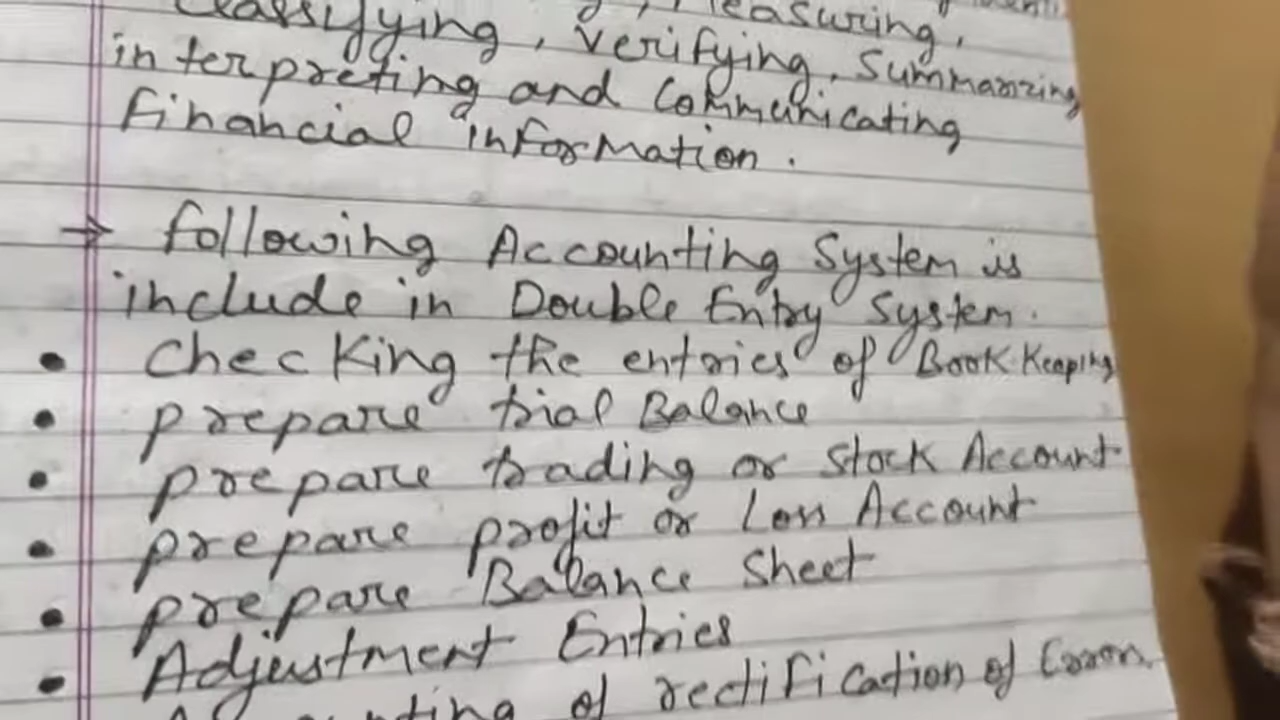 classifying, Measuring,
verifying, Summarizing
interpreting and Communicating
financial information.
→ following Accounting System is
include in Double Entry System.
• Checking the entries of Book Keeping
• prepare trial Balance
• prepare trading or Stock Account
• prepare profit or Loss Account
• prepare Balance Sheet
• Adjustment Entries
of rectification of Errors.